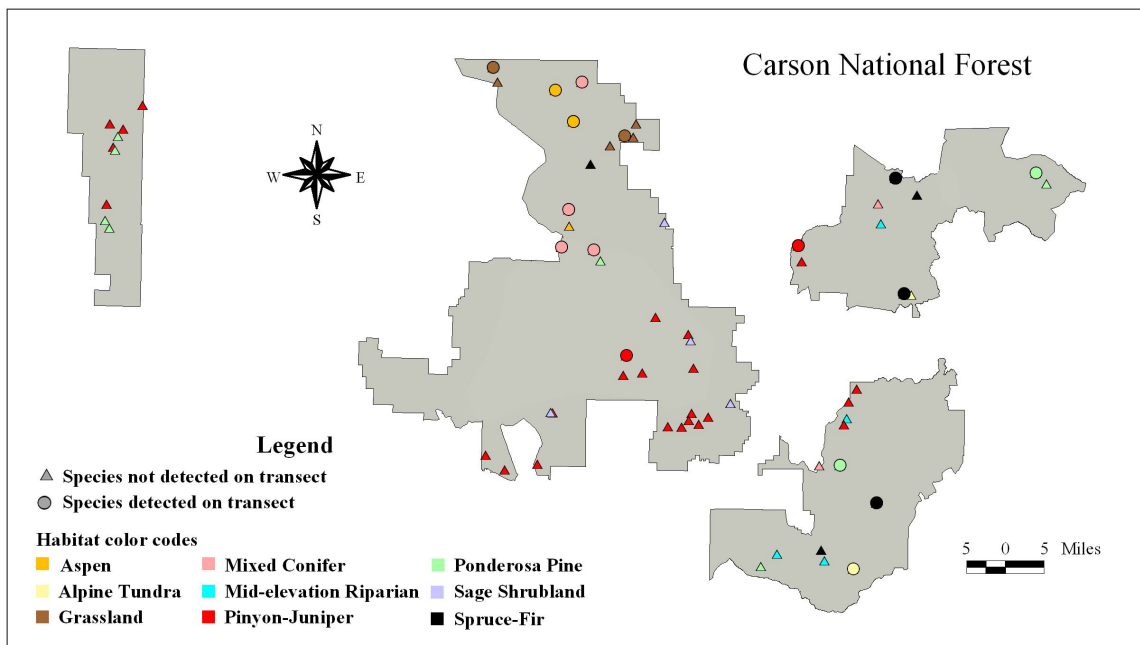 Carson National Forest
N
W E
S
Legend
Species not detected on transect
Species detected on transect
Habitat color codes
Aspen Mixed Conifer Ponderosa Pine
Alpine Tundra Mid-elevation Riparian Sage Shrubland
Grassland Pinyon-Juniper Spruce-Fir
5 0 5 Miles